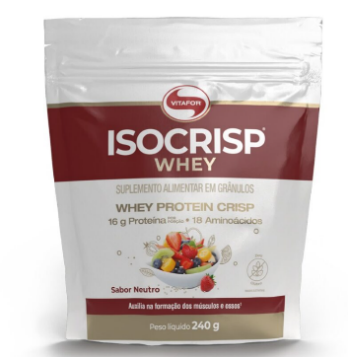 VITAFOR
ISOCRISP
WHEY
SUPLEMENTO ALIMENTAR EM GRÂNULOS
WHEY PROTEIN CRISP
16 g Proteína • 18 Aminoácidos
Sabor Neutro
Auxilia na formação dos músculos e ossos
Peso líquido 240 g